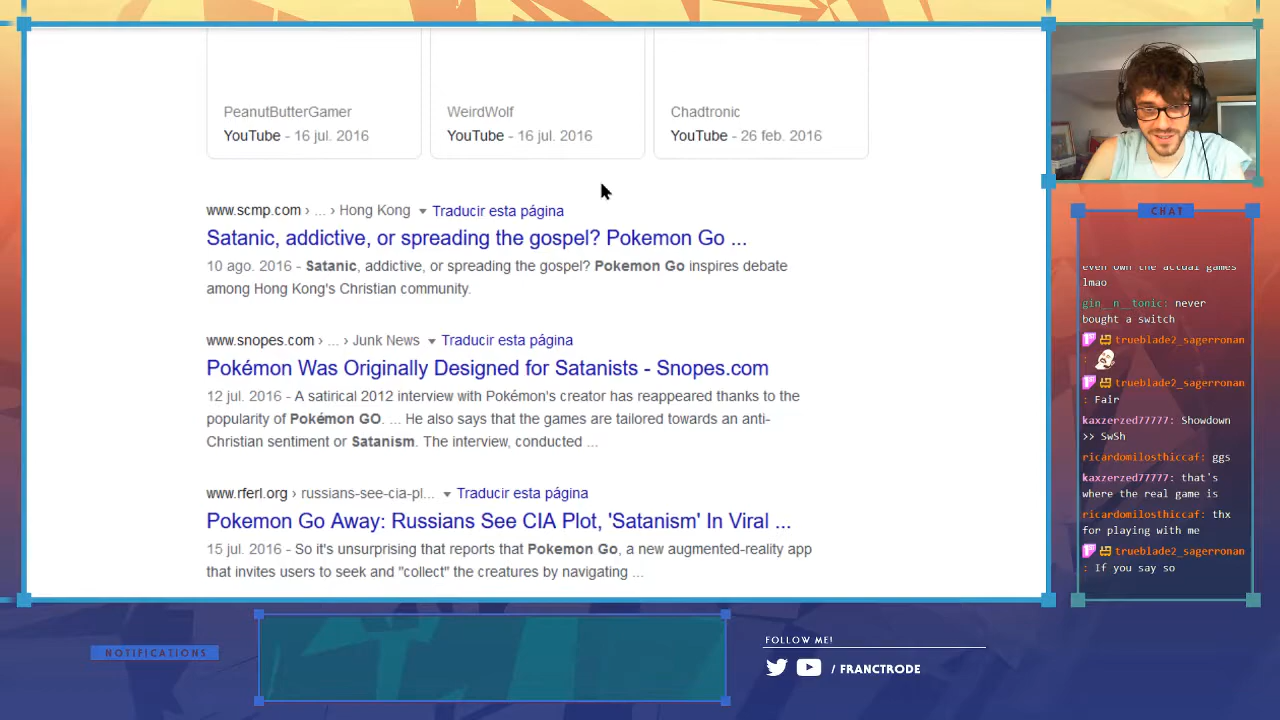 PeanutButterGamer
YouTube - 16 jul. 2016
WeirdWolf
YouTube - 16 jul. 2016
Chadtronic
YouTube - 26 feb. 2016
www.scmp.com › ... › Hong Kong Traducir esta página
Satanic, addictive, or spreading the gospel? Pokemon Go ...
10 ago. 2016 - Satanic, addictive, or spreading the gospel? Pokemon Go inspires debate
among Hong Kong's Christian community.
www.snopes.com › ... › Junk News Traducir esta página
Pokémon Was Originally Designed for Satanists - Snopes.com
12 jul. 2016 - A satirical 2012 interview with Pokémon's creator has reappeared thanks to the
popularity of Pokémon GO. ... He also says that the games are tailored towards an anti-
Christian sentiment or Satanism. The interview, conducted ...
www.rferl.org › russians-see-cia-pl... Traducir esta página
Pokemon Go Away: Russians See CIA Plot, 'Satanism' In Viral ...
15 jul. 2016 - So it's unsurprising that reports that Pokemon Go, a new augmented-reality app
that invites users to seek and "collect" the creatures by navigating ...
CHAT
even own the actual games
lmao
gin__n__tonic: never
bought a switch
trueblade2_sagerronan
:
trueblade2_sagerronan
: Fair
kaxzerzed77777: Showdown
>> SwSh
ricardomilosthiccaf: ggs
kaxzerzed77777: that's
where the real game is
ricardomilosthiccaf: thx
for playing with me
trueblade2_sagerronan
: If you say so
NOTIFICATIONS
FOLLOW ME!
/ FRANCTRODE